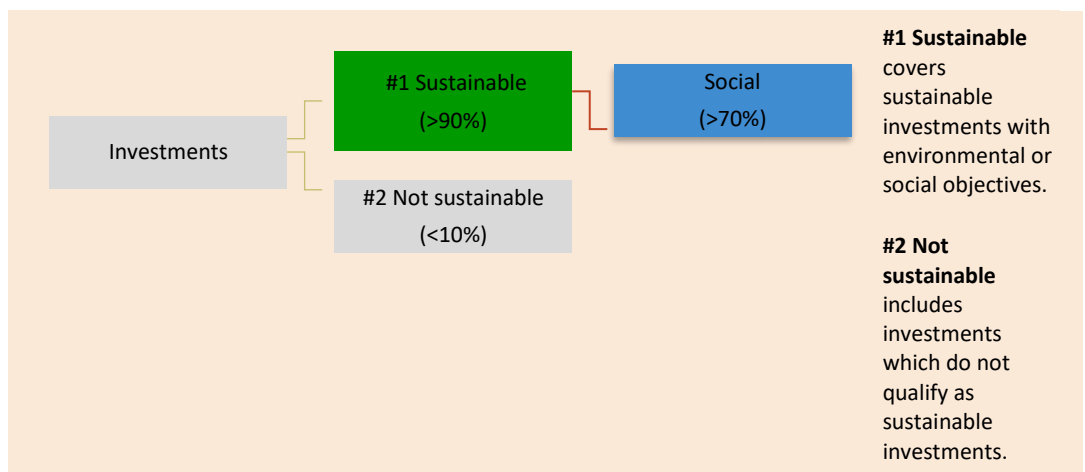 Investments
#1 Sustainable
(>90%)
Social
(>70%)
#2 Not sustainable
(<10%)
#1 Sustainable
covers
sustainable
investments with
environmental or
social objectives.
#2 Not
sustainable
includes
investments
which do not
qualify as
sustainable
investments.